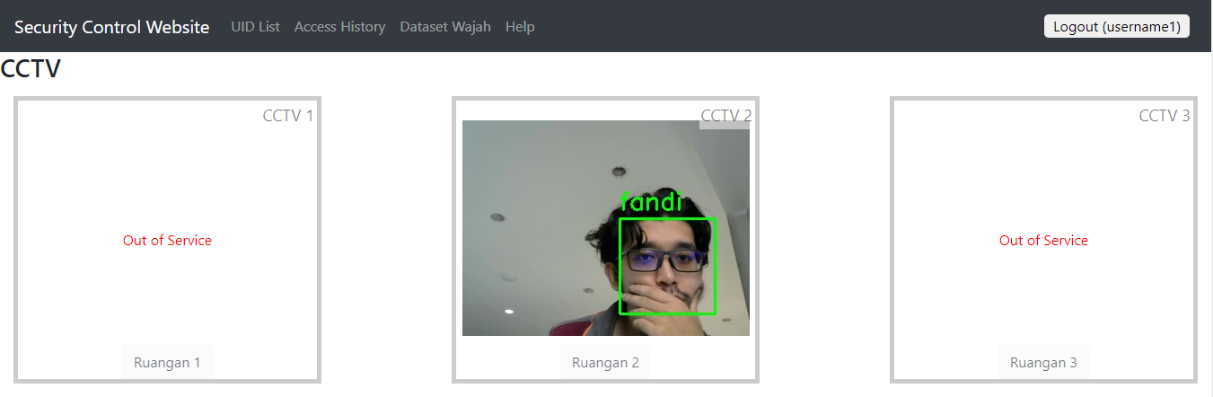 Security Control Website UID List Access History Dataset Wajah Help Logout (username1)
CCTV
CCTV 1
Out of Service
Ruangan 1
CCTV 2
fandi
Ruangan 2
CCTV 3
Out of Service
Ruangan 3